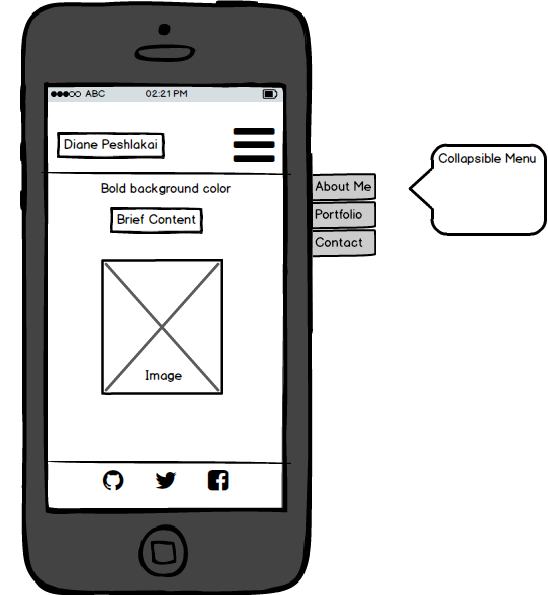 ABC 02:21 PM
Diane Peshlakai
Bold background color
Brief Content
Image
About Me
Portfolio
Contact
Collapsible Menu